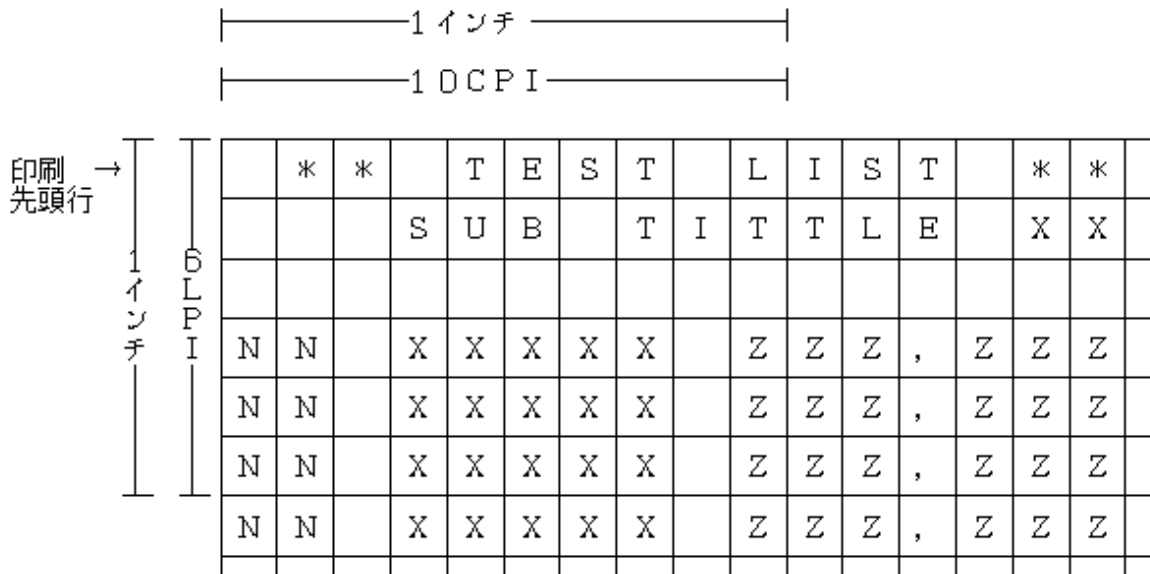 1インチ
10CPI
印刷 →
先頭行
1インチ
6LPI
** TEST LIST **
SUB TITTLE XX
NN XXXXX ZZZ,ZZZ
NN XXXXX ZZZ,ZZZ
NN XXXXX ZZZ,ZZZ
NN XXXXX ZZZ,ZZZ